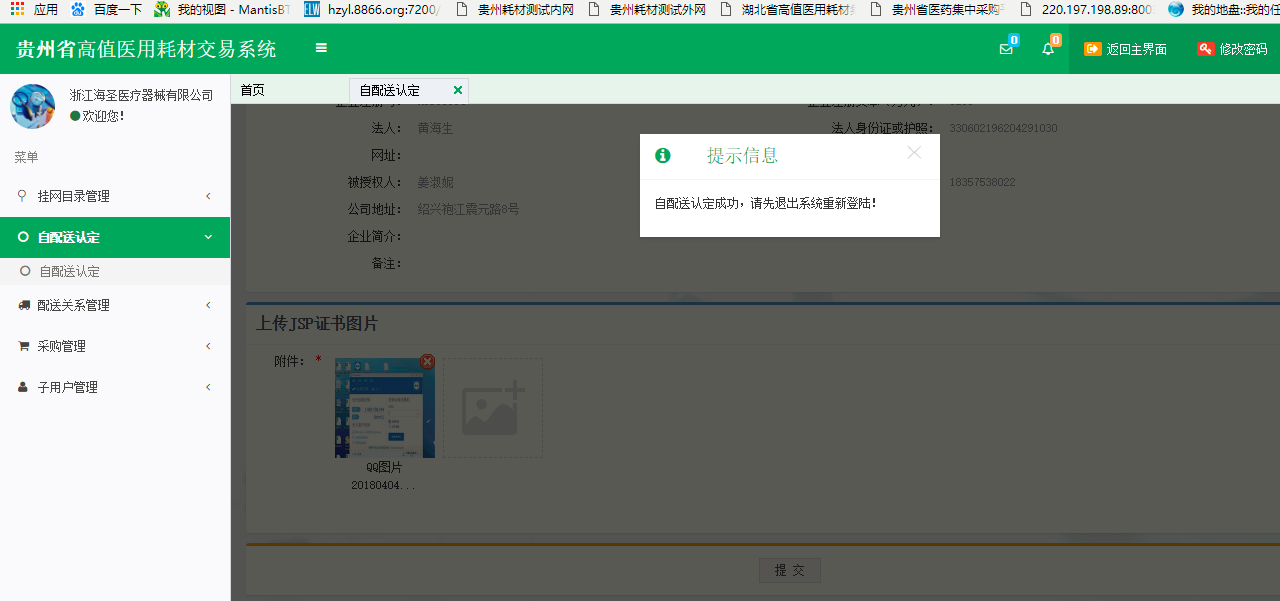 应用 百度一下 我的视图 - MantisBT hzyl.8866.org:7200/ 贵州耗材测试内网 贵州耗材测试外网 湖北省高值医用耗材 贵州省医药集中采购 220.197.198.89:800 我的地盘::我的任
贵州省高值医用耗材交易系统 0 0 返回主界面 修改密码
浙江海圣医疗器械有限公司
欢迎您!
首页 自配送认定
菜单
挂网目录管理
自配送认定
自配送认定
配送关系管理
采购管理
子用户管理
法人: 黄海生 法人身份证或护照: 330602196204291030
网址:
被授权人: 姜淑妮 18357538022
公司地址: 绍兴袍江震元路8号
企业简介:
备注:
提示信息
自配送认定成功，请先退出系统重新登陆!
上传JSP证书图片
附件: *
QQ图片
20180404...
提 交